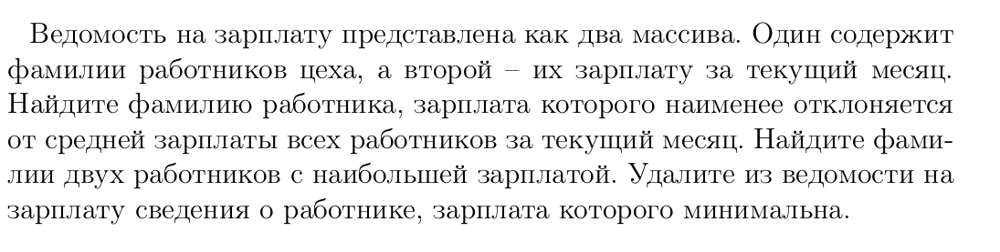 Ведомость на зарплату представлена как два массива. Один содержит
фамилии работников цеха, а второй – их зарплату за текущий месяц.
Найдите фамилию работника, зарплата которого наименее отклоняется
от средней зарплаты всех работников за текущий месяц. Найдите фами-
лии двух работников с наибольшей зарплатой. Удалите из ведомости на
зарплату сведения о работнике, зарплата которого минимальна.